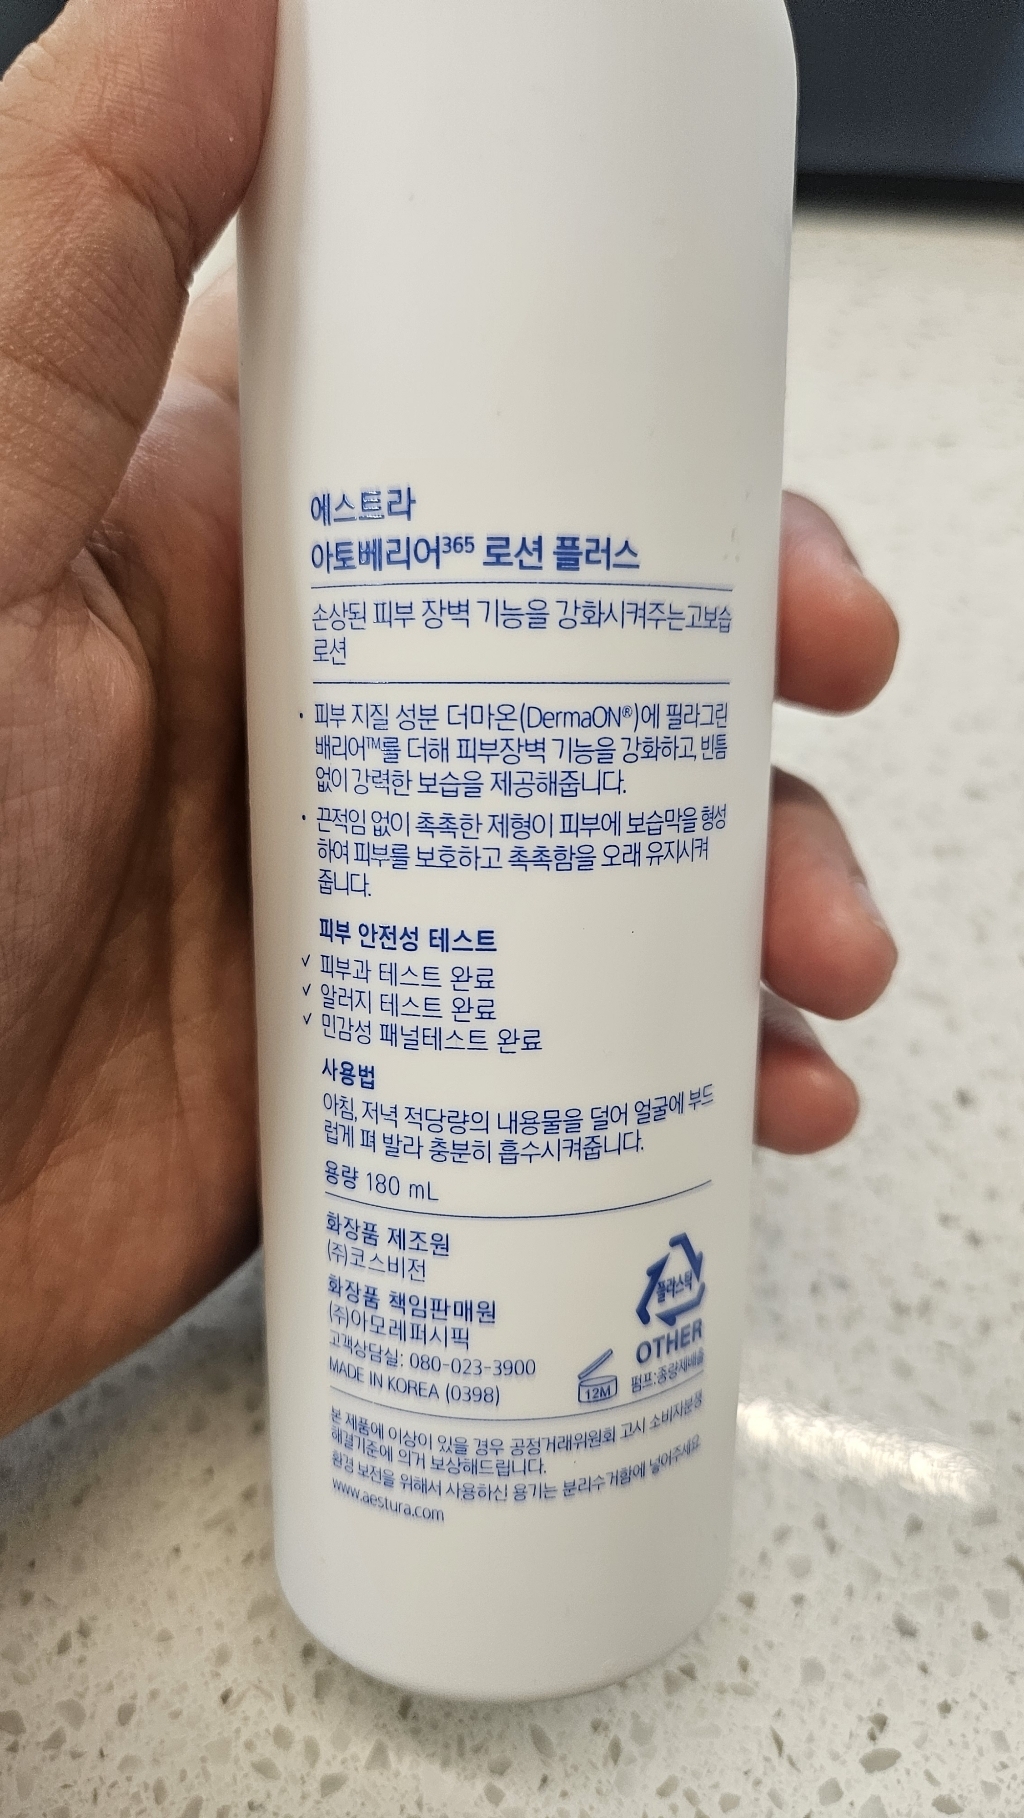 에스트라
아토베리어365 로션 플러스
손상된 피부 장벽 기능을 강화시켜주는고보습
로션
• 피부 지질 성분 더마온(DermaON®)에 필라그린
배리어™를 더해 피부장벽 기능을 강화하고, 빈틈
없이 강력한 보습을 제공해줍니다.
• 끈적임 없이 촉촉한 제형이 피부에 보습막을 형성
하여 피부를 보호하고 촉촉함을 오래 유지시켜
줍니다.
피부 안전성 테스트
✓ 피부과 테스트 완료
✓ 알러지 테스트 완료
✓ 민감성 패널테스트 완료
사용법
아침, 저녁 적당량의 내용물을 덜어 얼굴에 부드
럽게 펴 발라 충분히 흡수시켜줍니다.
용량 180 mL
화장품 제조원
(주)코스비전
화장품 책임판매원
(주)아모레퍼시픽
고객상담실: 080-023-3900
MADE IN KOREA (0398)
플라스틱
OTHER
펌프:종량제배출
12M
본 제품에 이상이 있을 경우 공정거래위원회 고시 소비자분쟁
해결기준에 의거 보상해드립니다.
환경 보전을 위해서 사용하신 용기는 분리수거함에 넣어주세요.
www.aestura.com